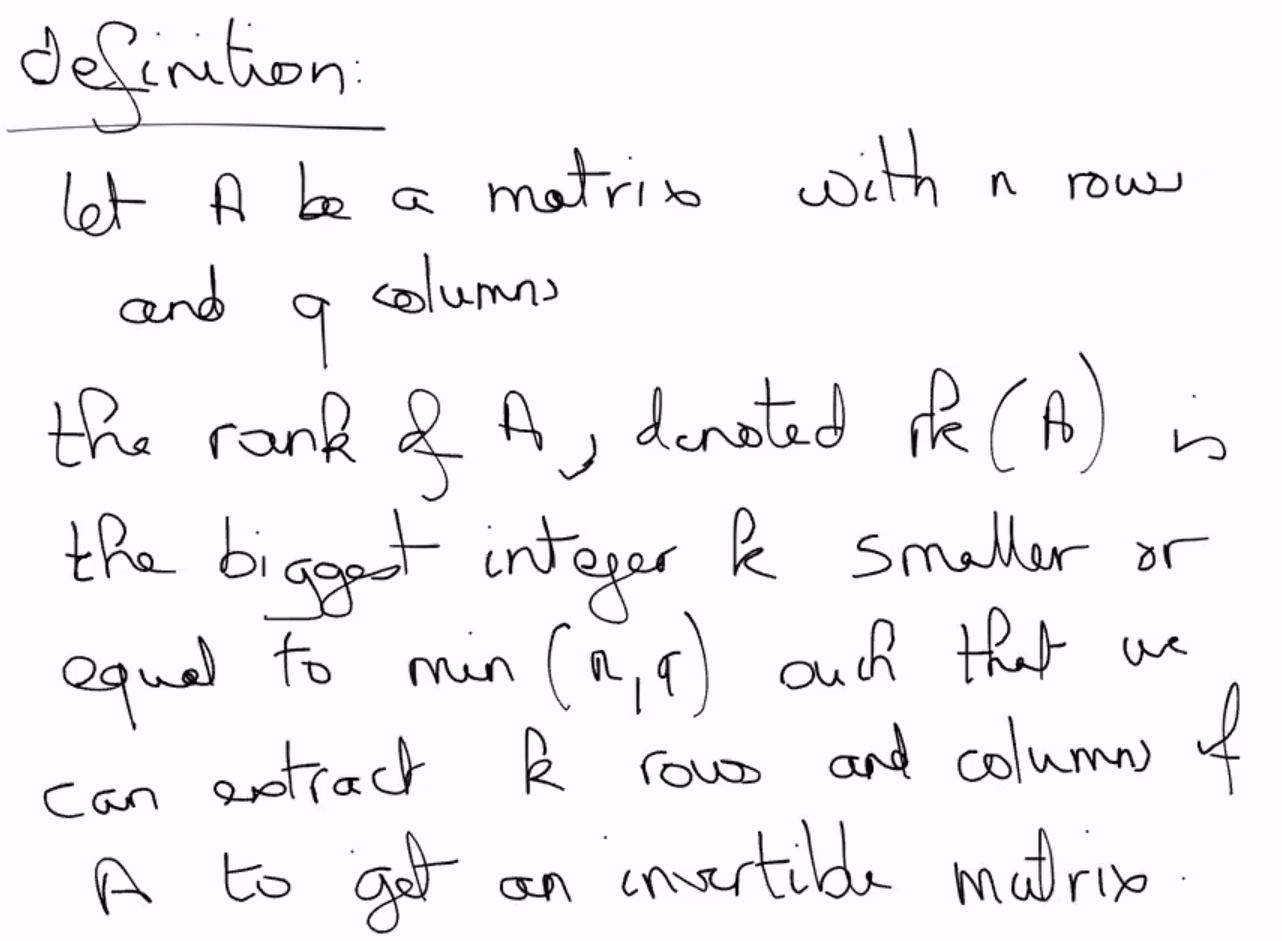 definition:
let A be a matrix with n rows
and q columns
the rank of A, denoted rk(A) is
the biggest integer k smaller or
equal to min (n,q) such that we
can extract k rows and columns of
A to get an invertible matrix.